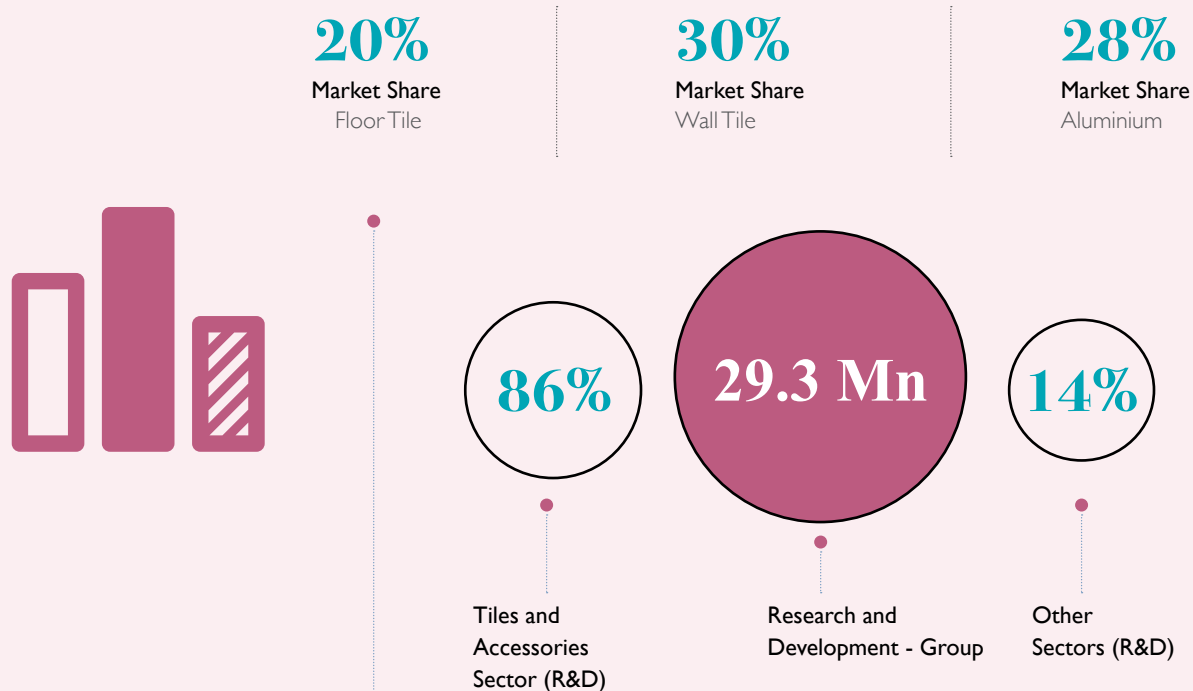 20%
Market Share
Floor Tile
30%
Market Share
Wall Tile
28%
Market Share
Aluminium
86%
29.3 Mn
14%
Tiles and
Accessories
Sector (R&D)
Research and
Development - Group
Other
Sectors (R&D)